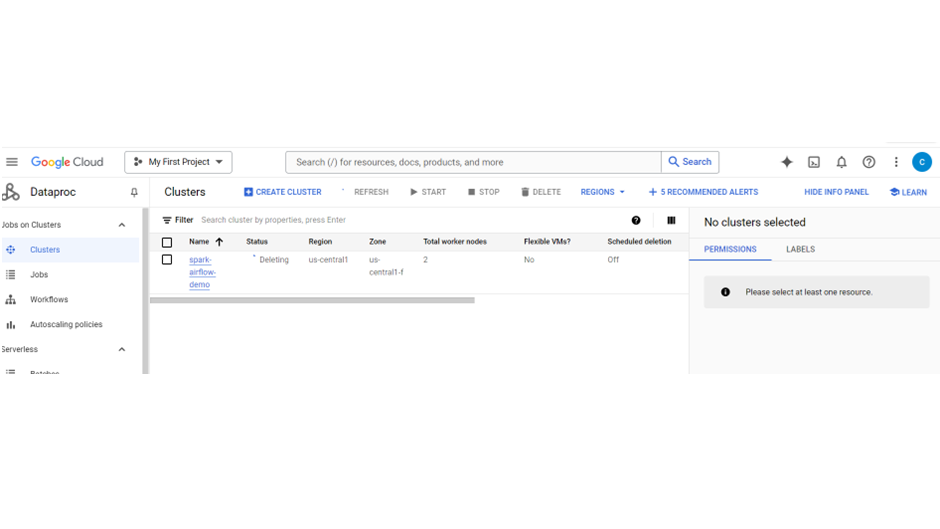 Google Cloud
My First Project
Search (/) for resources, docs, products, and more
Search
C
Dataproc
Clusters
CREATE CLUSTER
REFRESH
START
STOP
DELETE
REGIONS
+ 5 RECOMMENDED ALERTS
HIDE INFO PANEL
LEARN
Jobs on Clusters
Clusters
Jobs
Workflows
Autoscaling policies
Serverless
Batches
Filter
Search cluster by properties, press Enter
Name Status Region Zone Total worker nodes Flexible VMs? Scheduled deletion
spark- Deleting us-central1 us- 2 No Off
airflow- central1-f
demo
No clusters selected
PERMISSIONS
LABELS
Please select at least one resource.